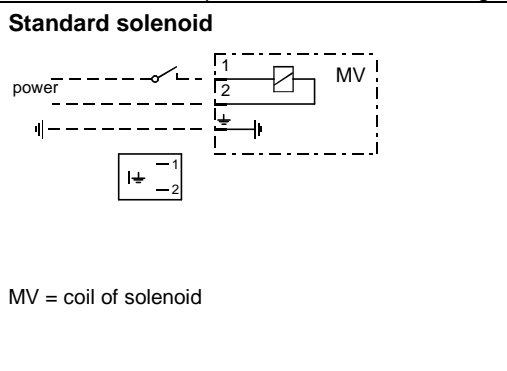 Standard solenoid
1
MV
power
2
1
2
MV = coil of solenoid